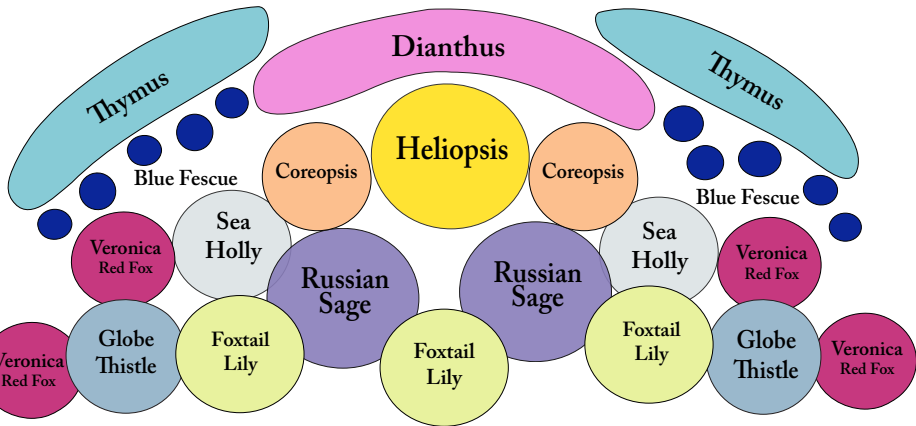 Dianthus
Thymus
Thymus
Heliopsis
Coreopsis
Coreopsis
Blue Fescue
Blue Fescue
Sea
Holly
Sea
Holly
Veronica
Red Fox
Veronica
Red Fox
Russian
Sage
Russian
Sage
Globe
Thistle
Foxtail
Lily
Foxtail
Lily
Foxtail
Lily
Globe
Thistle
Veronica
Red Fox
Veronica
Red Fox